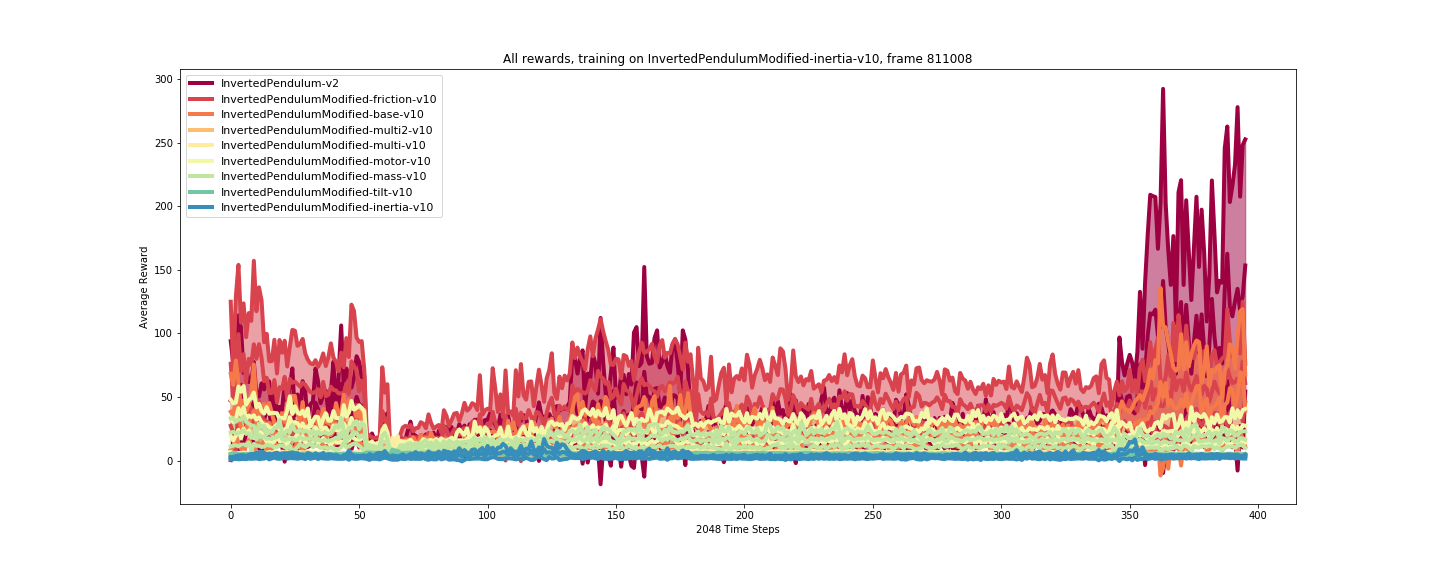 All rewards, training on InvertedPendulumModified-inertia-v10, frame 811008
300
250
200
150
100
50
0
Average Reward
InvertedPendulum-v2
InvertedPendulumModified-friction-v10
InvertedPendulumModified-base-v10
InvertedPendulumModified-multi2-v10
InvertedPendulumModified-multi-v10
InvertedPendulumModified-motor-v10
InvertedPendulumModified-mass-v10
InvertedPendulumModified-tilt-v10
InvertedPendulumModified-inertia-v10
0 50 100 150 200 250 300 350 400
2048 Time Steps